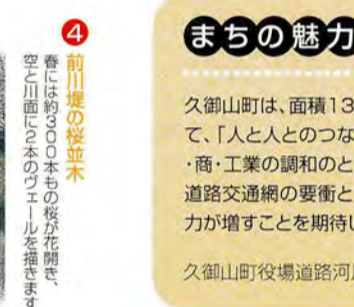 ❹
前川堤の桜並木
春には約300本もの桜が花開き、
空と川面に2本のヴェールを描きます
まちの魅力
久御山町は、面積13
て、「人と人とのつな
・商・工業の調和のと
道路交通網の要衝と
力が増すことを期待し
久御山町役場道路河